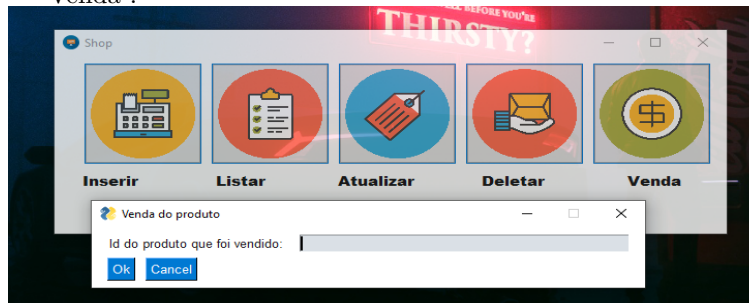 Venda .
BEFORE YOU'RE
THIRSTY?
Shop
Inserir Listar Atualizar Deletar Venda
Venda do produto
Id do produto que foi vendido:
Ok Cancel